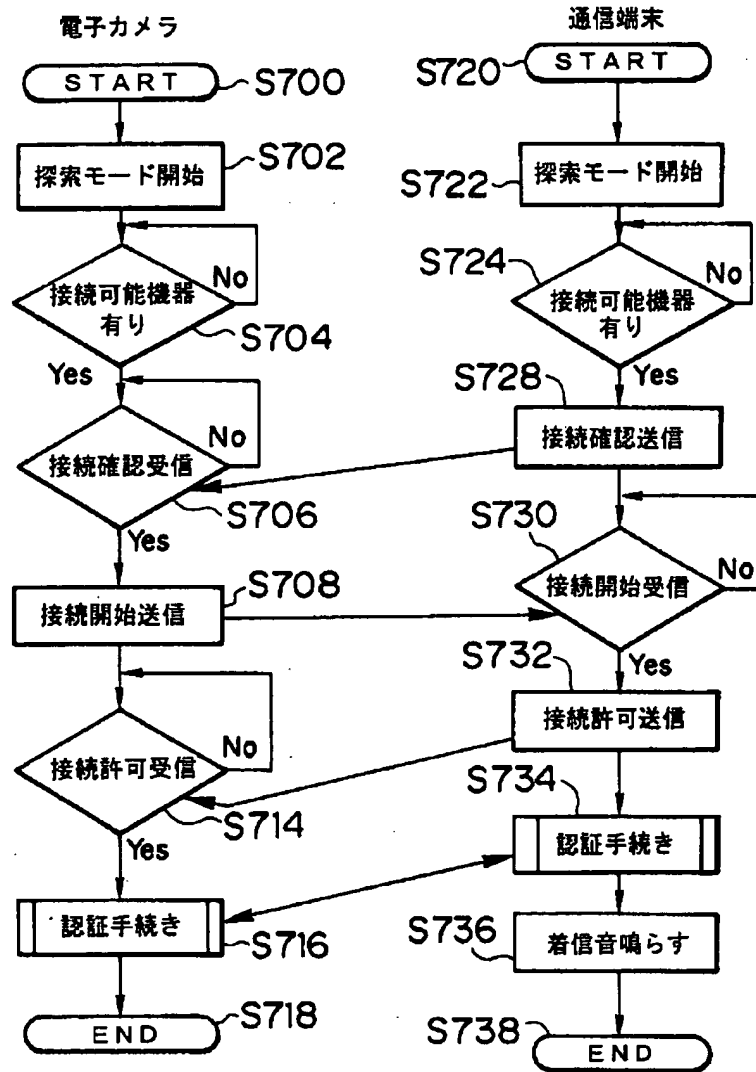 電子カメラ
START
S700
探索モード開始
S702
接続可能機器
有り
No
S704
Yes
接続確認受信
No
S706
Yes
接続開始送信
S708
接続許可受信
No
S714
Yes
認証手続き
S716
END
S718
通信端末
START
S720
探索モード開始
S722
接続可能機器
有り
No
S724
Yes
接続確認送信
S728
接続開始受信
No
S730
Yes
接続許可送信
S732
認証手続き
S734
着信音鳴らす
S736
END
S738